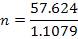 n = 57.624 / 1.1079